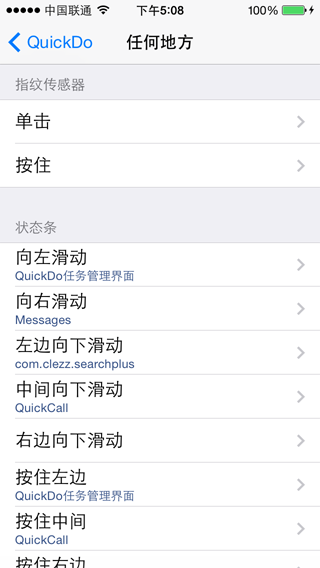 中国联通 下午5:08 100%
QuickDo 任何地方
指纹传感器
单击
按住
状态条
向左滑动
QuickDo任务管理界面
向右滑动
Messages
左边向下滑动
com.clezz.searchplus
中间向下滑动
QuickCall
右边向下滑动
按住左边
QuickDo任务管理界面
按住中间
QuickCall
按住右边